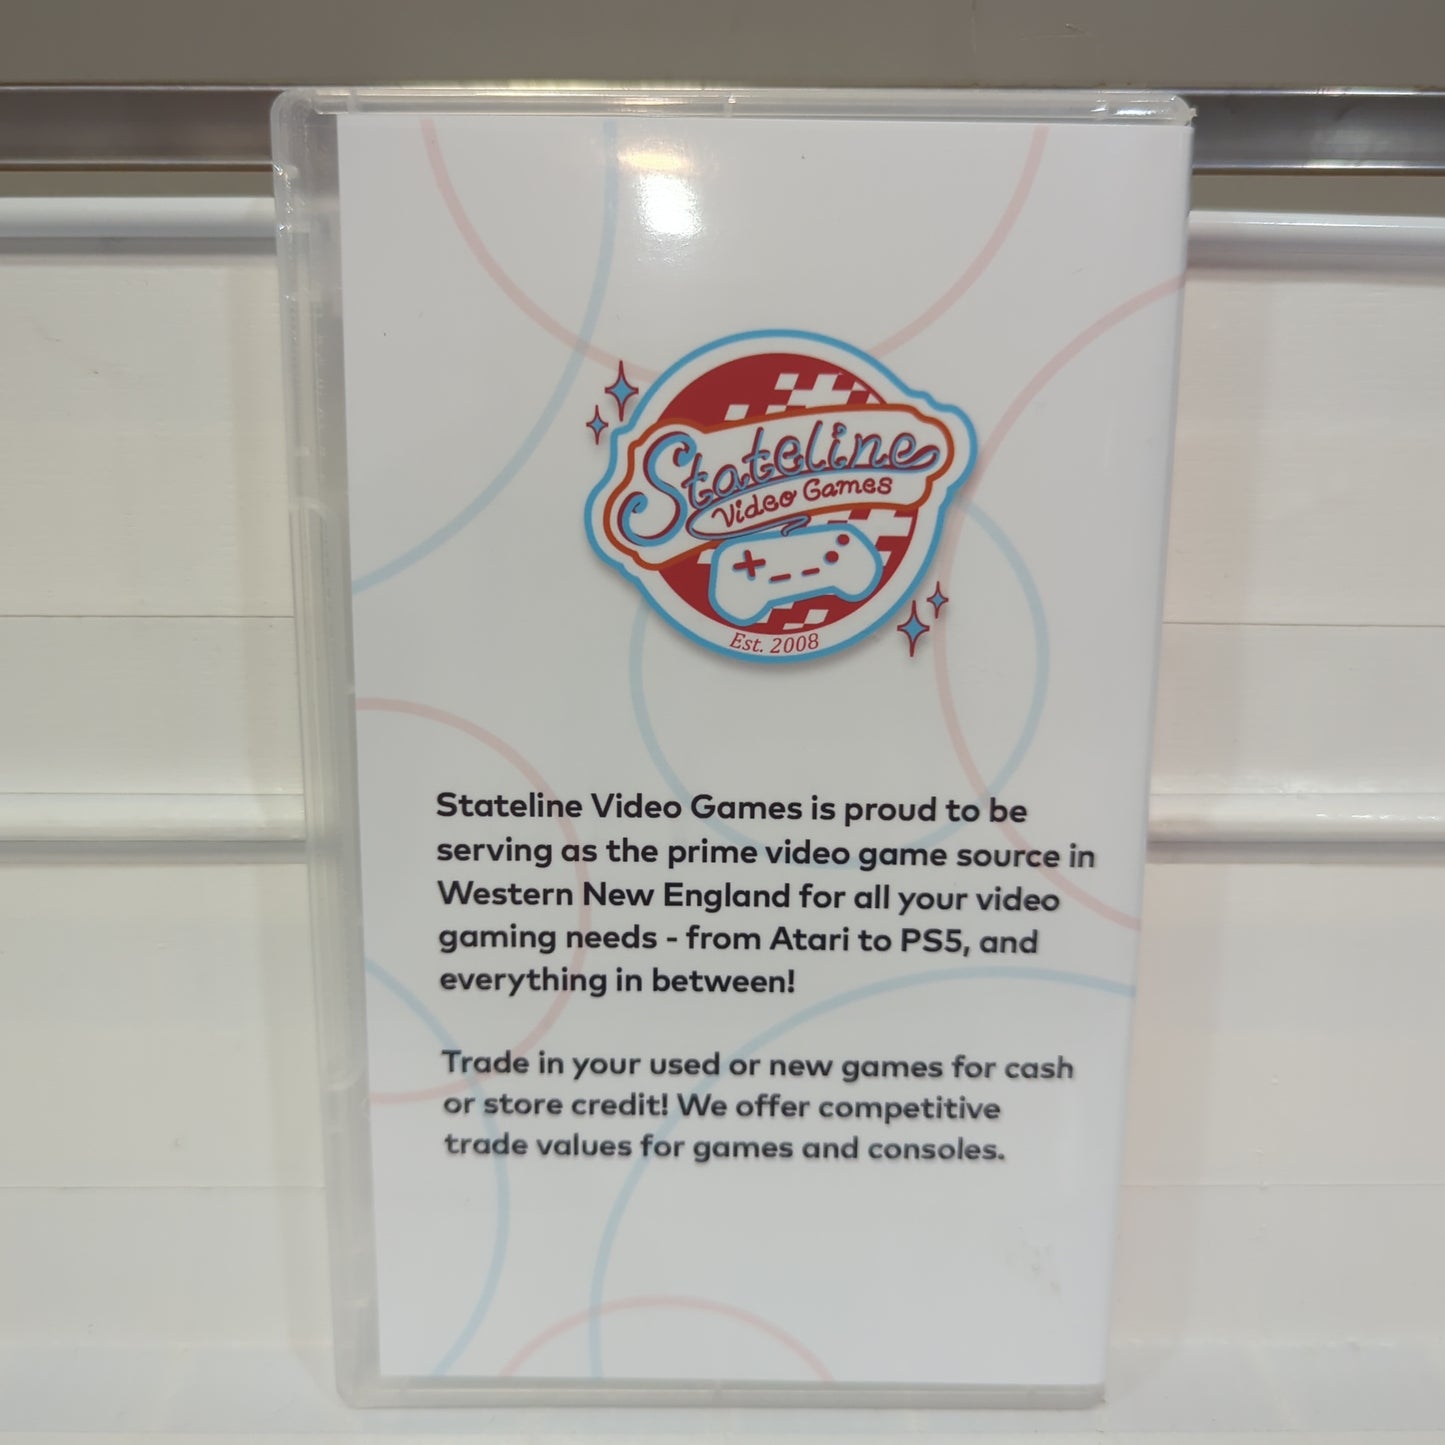 Stateline
Video Games
Est. 2008
Stateline Video Games is proud to be
serving as the prime video game source in
Western New England for all your video
gaming needs - from Atari to PS5, and
everything in between!
Trade in your used or new games for cash
or store credit! We offer competitive
trade values for games and consoles.